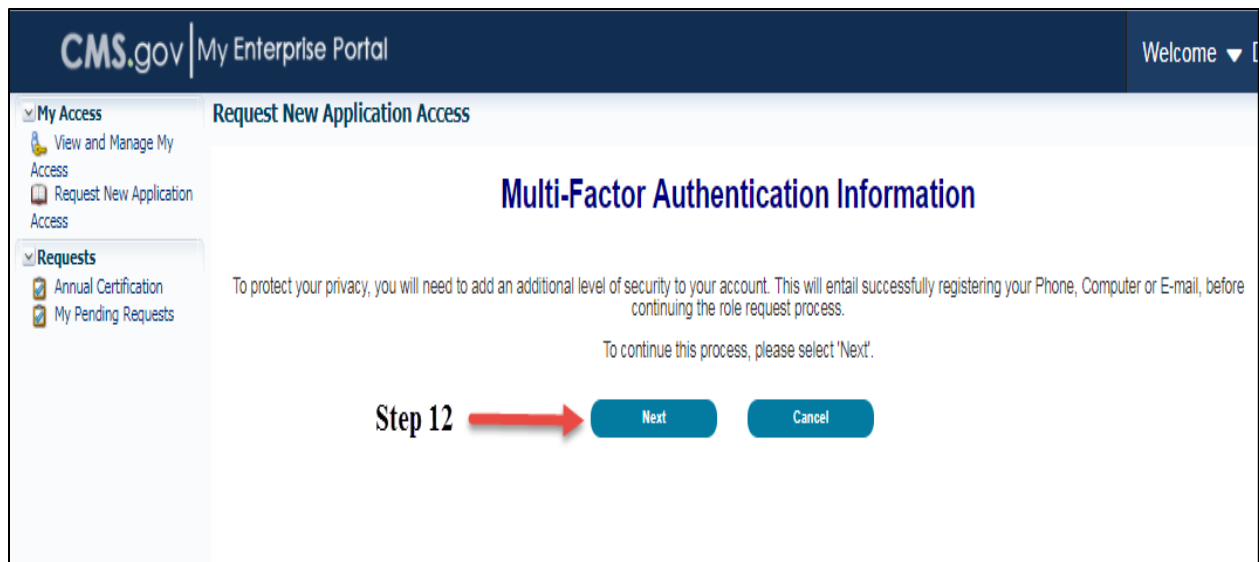 CMS.gov My Enterprise Portal
Welcome
My Access
View and Manage My
Access
Request New Application
Access
Requests
Annual Certification
My Pending Requests
Request New Application Access
Multi-Factor Authentication Information
To protect your privacy, you will need to add an additional level of security to your account. This will entail successfully registering your Phone, Computer or E-mail, before
continuing the role request process.
To continue this process, please select 'Next'.
Step 12
Next
Cancel